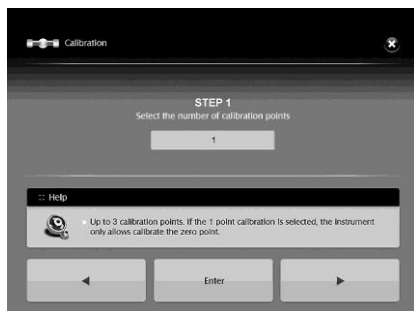 Calibration
STEP 1
Select the number of calibration points
1
:: Help
Up to 3 calibration points. If the 1 point calibration is selected, the instrument
only allows calibrate the zero point.
Enter